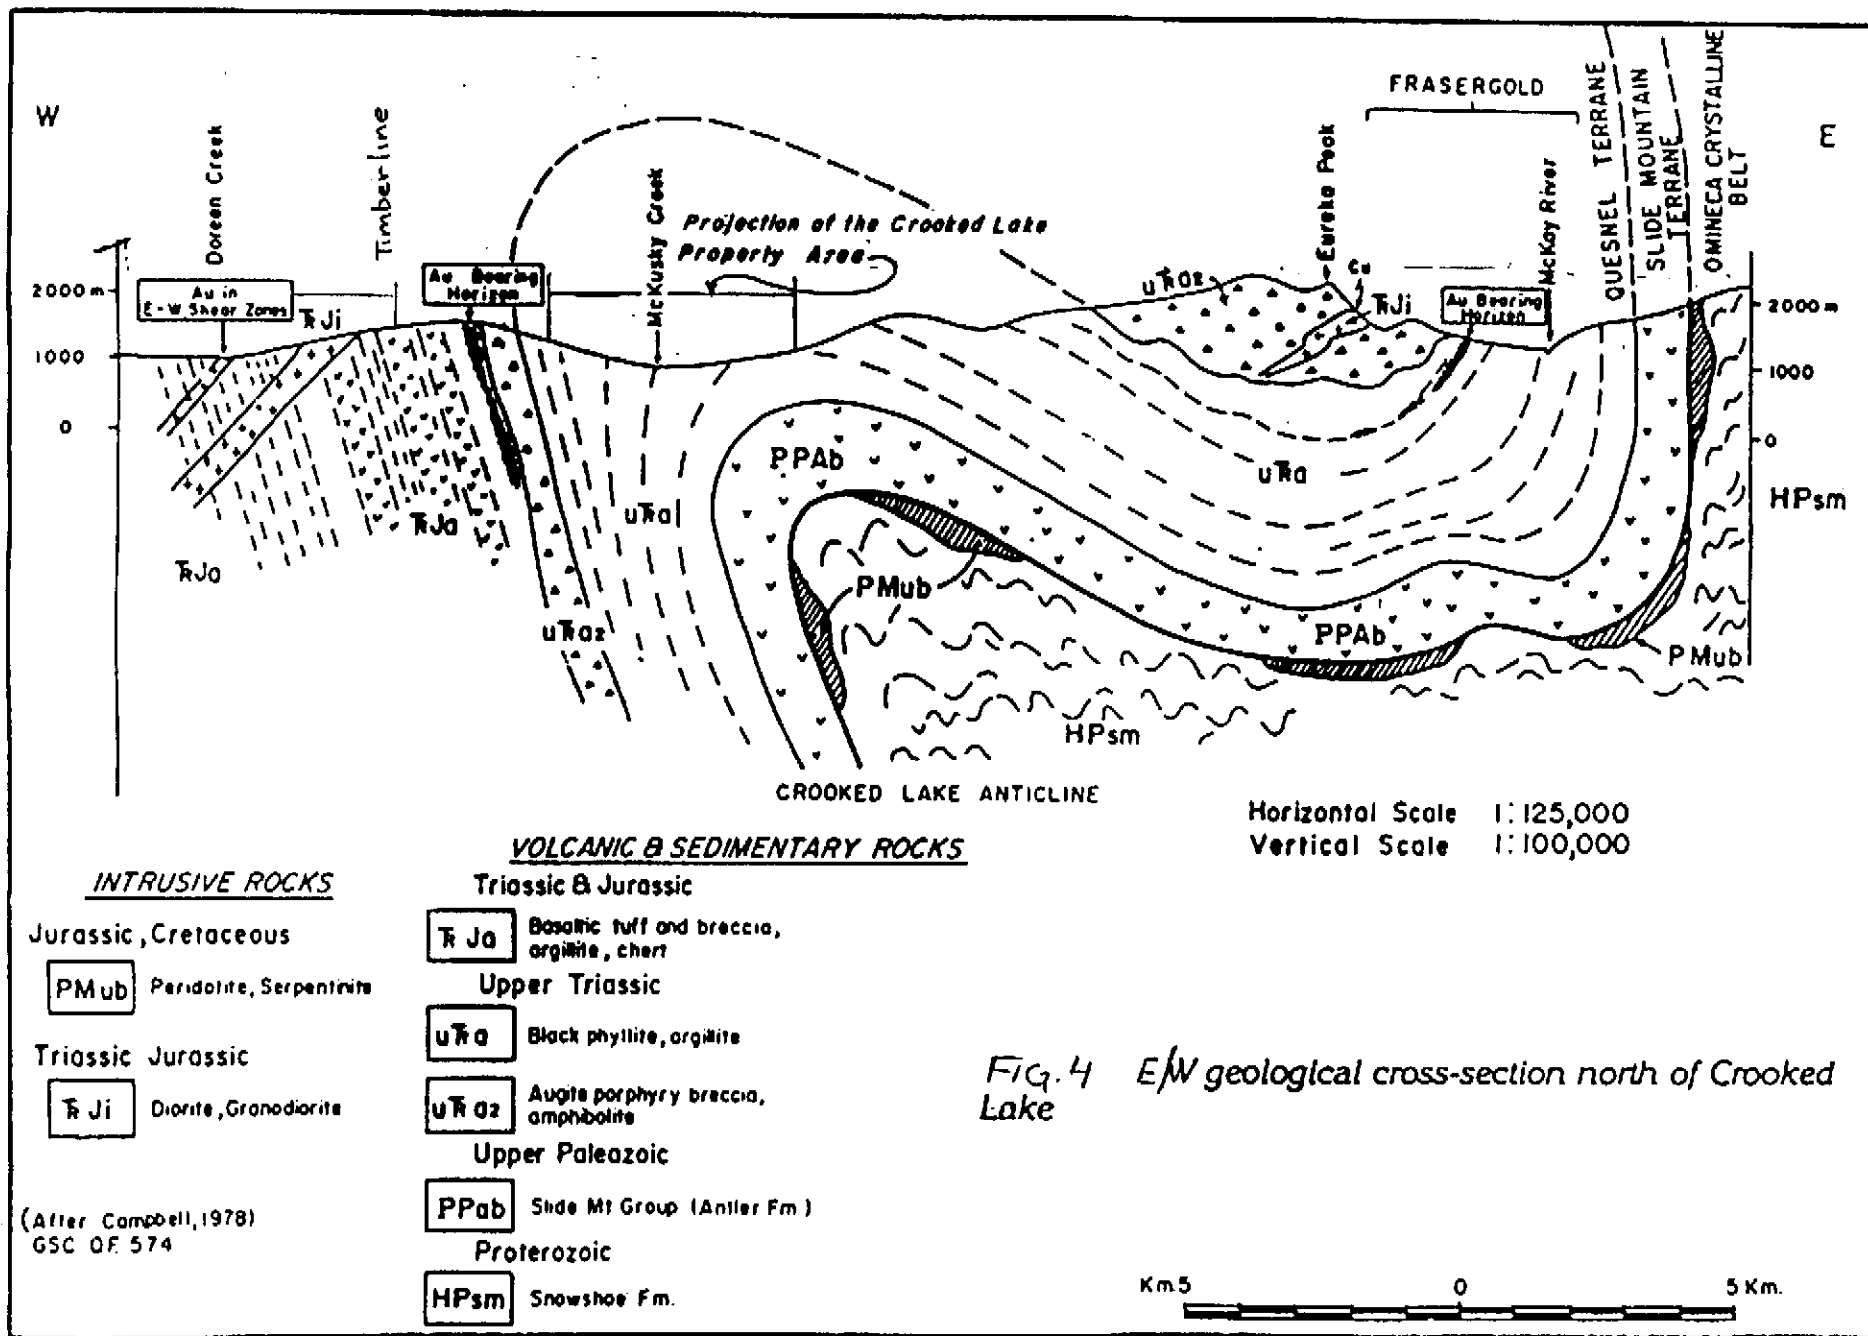 W
E
Doreen Creek
Timberline
McKusky Creek
Eureka Peak
McKay River
FRASERGOLD
QUESNEL TERRANE
SLIDE MOUNTAIN
TERRANE
OMINECA CRYSTALLINE
BELT
Projection of the Crooked Lake
Property Area
2000 m
1000
0
2000 m
1000
0
Au in
E-W Shear Zones
Au Bearing
Horizon
Au Bearing
Horizon
Cu
TRJi
TRJi
TRJa
TRJa
uTRa2
uTRa2
uTRa
uTRa
PPAb
PPAb
PMub
PMub
HPsm
HPsm
CROOKED LAKE ANTICLINE
Horizontal Scale 1:125,000
Vertical Scale 1:100,000
INTRUSIVE ROCKS
Jurassic, Cretaceous
PMub Peridotite, Serpentinite
Triassic Jurassic
TRJi Diorite, Granodiorite
(After Campbell, 1978)
GSC OF. 574
VOLCANIC & SEDIMENTARY ROCKS
Triassic & Jurassic
TRJa Basaltic tuff and breccia,
argillite, chert
Upper Triassic
uTRa Black phyllite, argillite
uTRa2 Augite porphyry breccia,
amphibolite
Upper Paleazoic
PPab Slide Mt Group (Antler Fm)
Proterozoic
HPsm Snowshoe Fm.
FIG. 4 E/W geological cross-section north of Crooked
Lake
Km.5 0 5 Km.